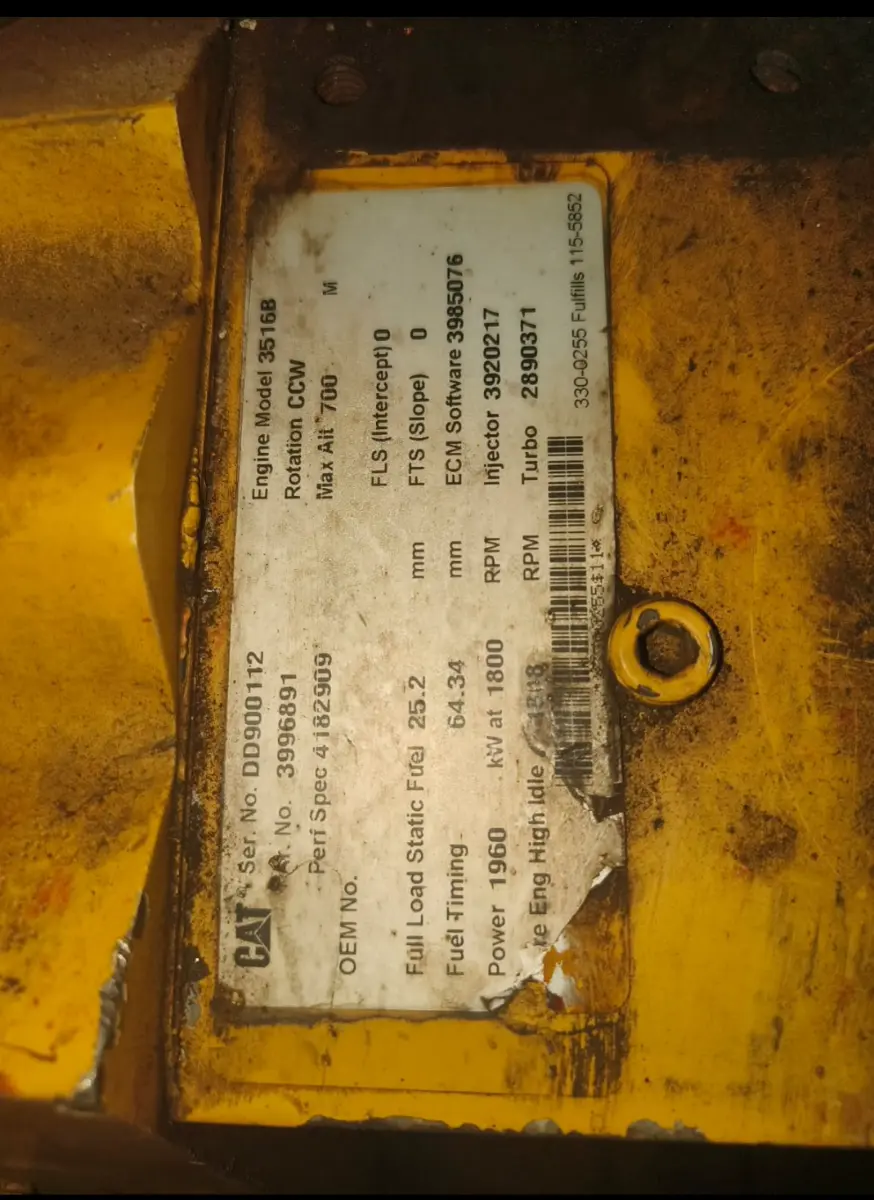 CAT
Ser. No. DD900112
No. 3996891
Perf Spec 4182909
OEM No.
Full Load Static Fuel 25.2 mm
Fuel Timing 64.34 mm
Power 1960 kW at 1800 RPM
Eng High Idle RPM
Engine Model 3516B
Rotation CCW
Max Alt 700 M
FLS (Intercept) 0
FTS (Slope) 0
ECM Software 3985076
Injector 3920217
Turbo 2890371
330-0255 Fulfills 115-5852